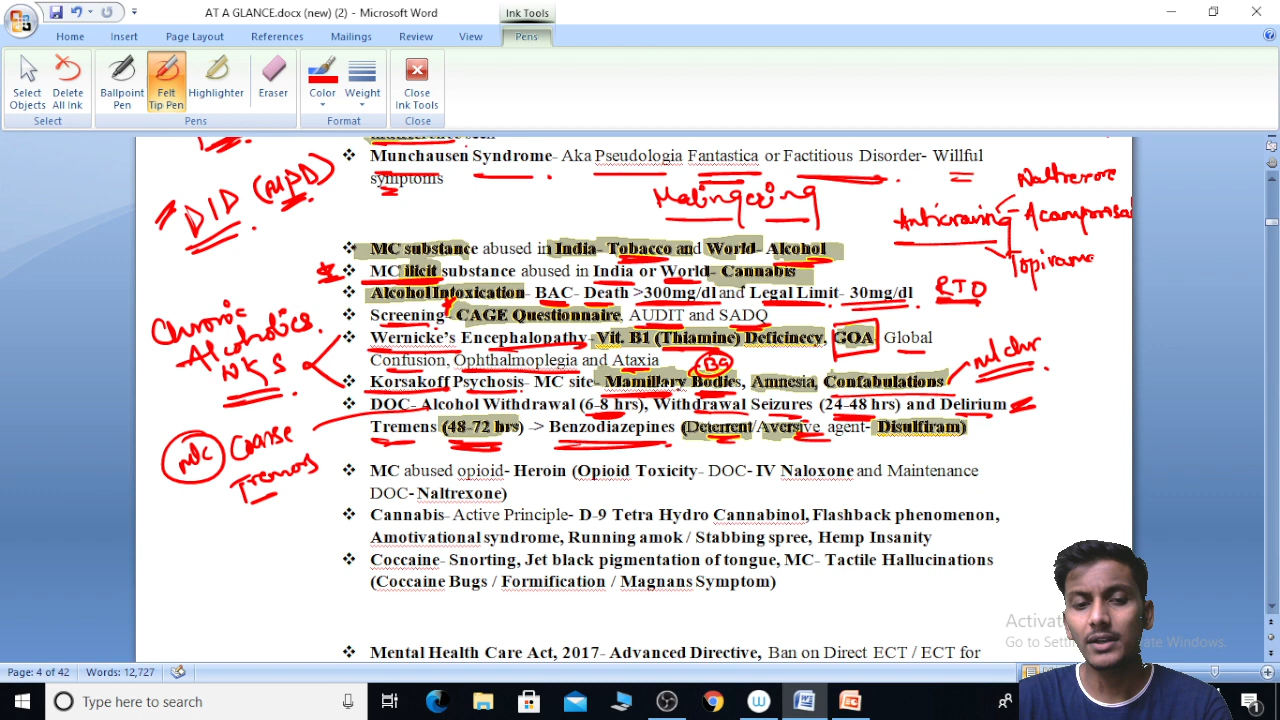 AT A GLANCE.docx (new) (2) - Microsoft Word
Ink Tools
Home Insert Page Layout References Mailings Review View Pens
Select Objects
Delete All Ink
Ballpoint Pen
Felt Tip Pen
Highlighter
Eraser
Color
Weight
Close Ink Tools
Select
Pens
Format
Close
❖ Munchausen Syndrome- Aka Pseudologia Fantastica or Factitious Disorder- Willful
symptoms
DID (MPD)
Malingering
Anticraving
Naltrexone
Acamprosa
Topirama
❖ MC substance abused in India- Tobacco and World- Alcohol
❖ MC ilicit substance abused in India or World- Cannabis
❖ Alcohol Intoxication- BAC- Death >300mg/dl and Legal Limit- 30mg/dl
RTD
❖ Screening- CAGE Questionnaire, AUDIT and SADQ
Chronic
Alcoholics
WKS
❖ Wernicke's Encephalopathy- Vit. B1 (Thiamine) Deficinecy, GOA- Global
Confusion, Ophthalmoplegia and Ataxia
❖ Korsakoff Psychosis- MC site- Mamillary Bodies, Amnesia, Confabulations
❖ DOC- Alcohol Withdrawal (6-8 hrs), Withdrawal Seizures (24-48 hrs) and Delirium
Tremens (48-72 hrs) -> Benzodiazepines (Deterrent/Aversive agent- Disulfiram)
MC Coarse
Tremors
❖ MC abused opioid- Heroin (Opioid Toxicity- DOC- IV Naloxone and Maintenance
DOC- Naltrexone)
❖ Cannabis- Active Principle- D-9 Tetra Hydro Cannabinol, Flashback phenomenon,
Amotivational syndrome, Running amok / Stabbing spree, Hemp Insanity
❖ Coccaine- Snorting, Jet black pigmentation of tongue, MC- Tactile Hallucinations
(Coccaine Bugs / Formification / Magnans Symptom)
❖ Mental Health Care Act, 2017- Advanced Directive, Ban on Direct ECT / ECT for
Page: 4 of 42 Words: 12,727
Type here to search